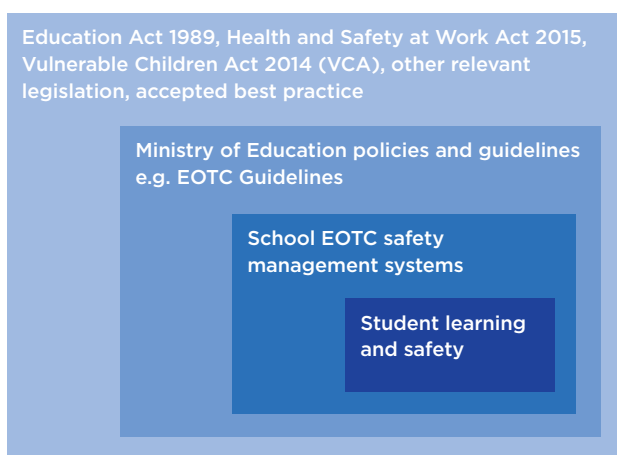 Education Act 1989, Health and Safety at Work Act 2015,
Vulnerable Children Act 2014 (VCA), other relevant
legislation, accepted best practice
Ministry of Education policies and guidelines
e.g. EOTC Guidelines
School EOTC safety
management systems
Student learning
and safety